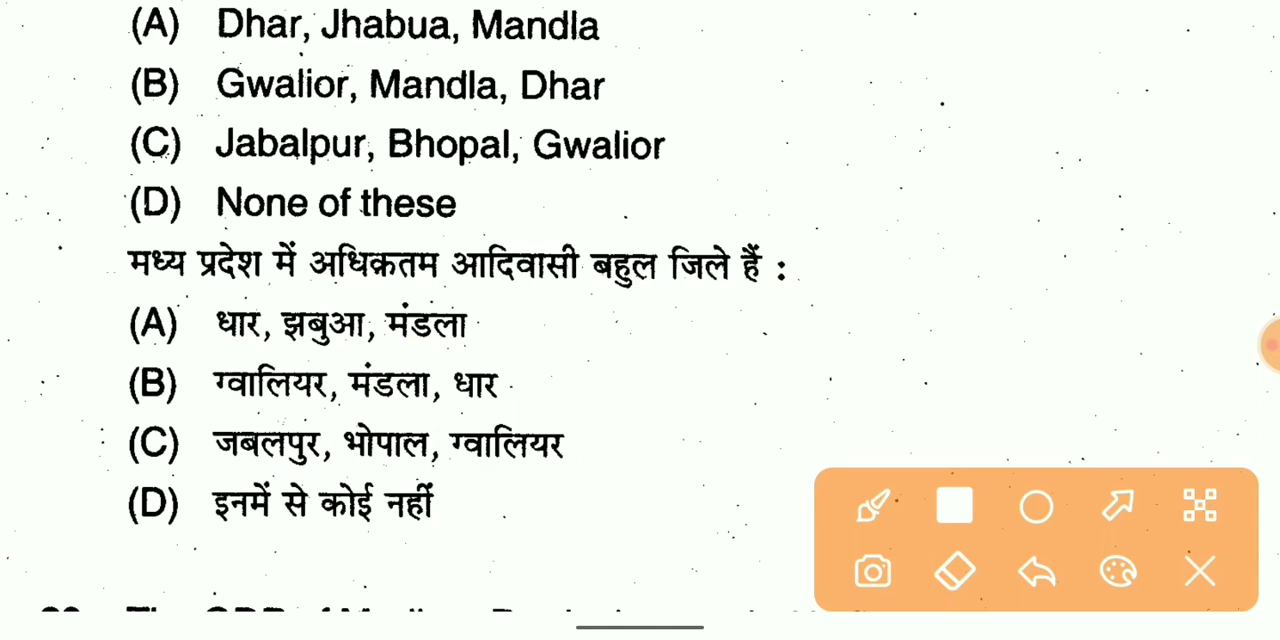 (A) Dhar, Jhabua, Mandla
(B) Gwalior, Mandla, Dhar
(C) Jabalpur, Bhopal, Gwalior
(D) None of these
मध्य प्रदेश में अधिकतम आदिवासी बहुल जिले हैं :
(A) धार, झबुआ, मंडला
(B) ग्वालियर, मंडला, धार
(C) जबलपुर, भोपाल, ग्वालियर
(D) इनमें से कोई नहीं